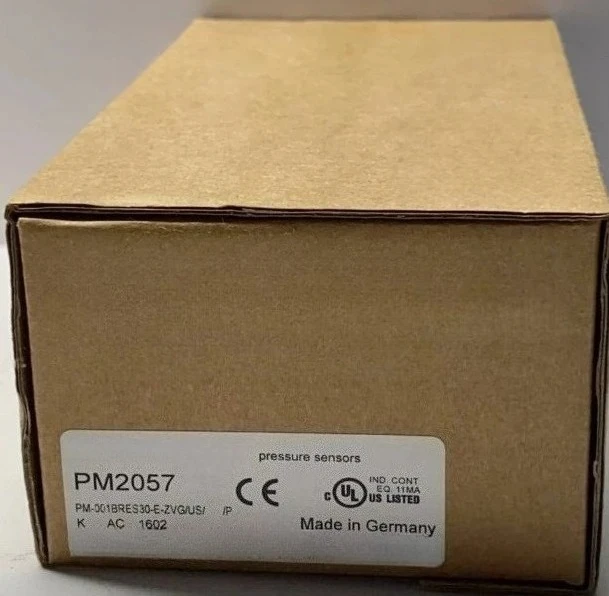 pressure sensors
PM2057
PM-001BRES30-E-ZVG/US/ /P
K AC 1602
CE
c UL US LISTED
IND. CONT
EQ. 11MA
Made in Germany